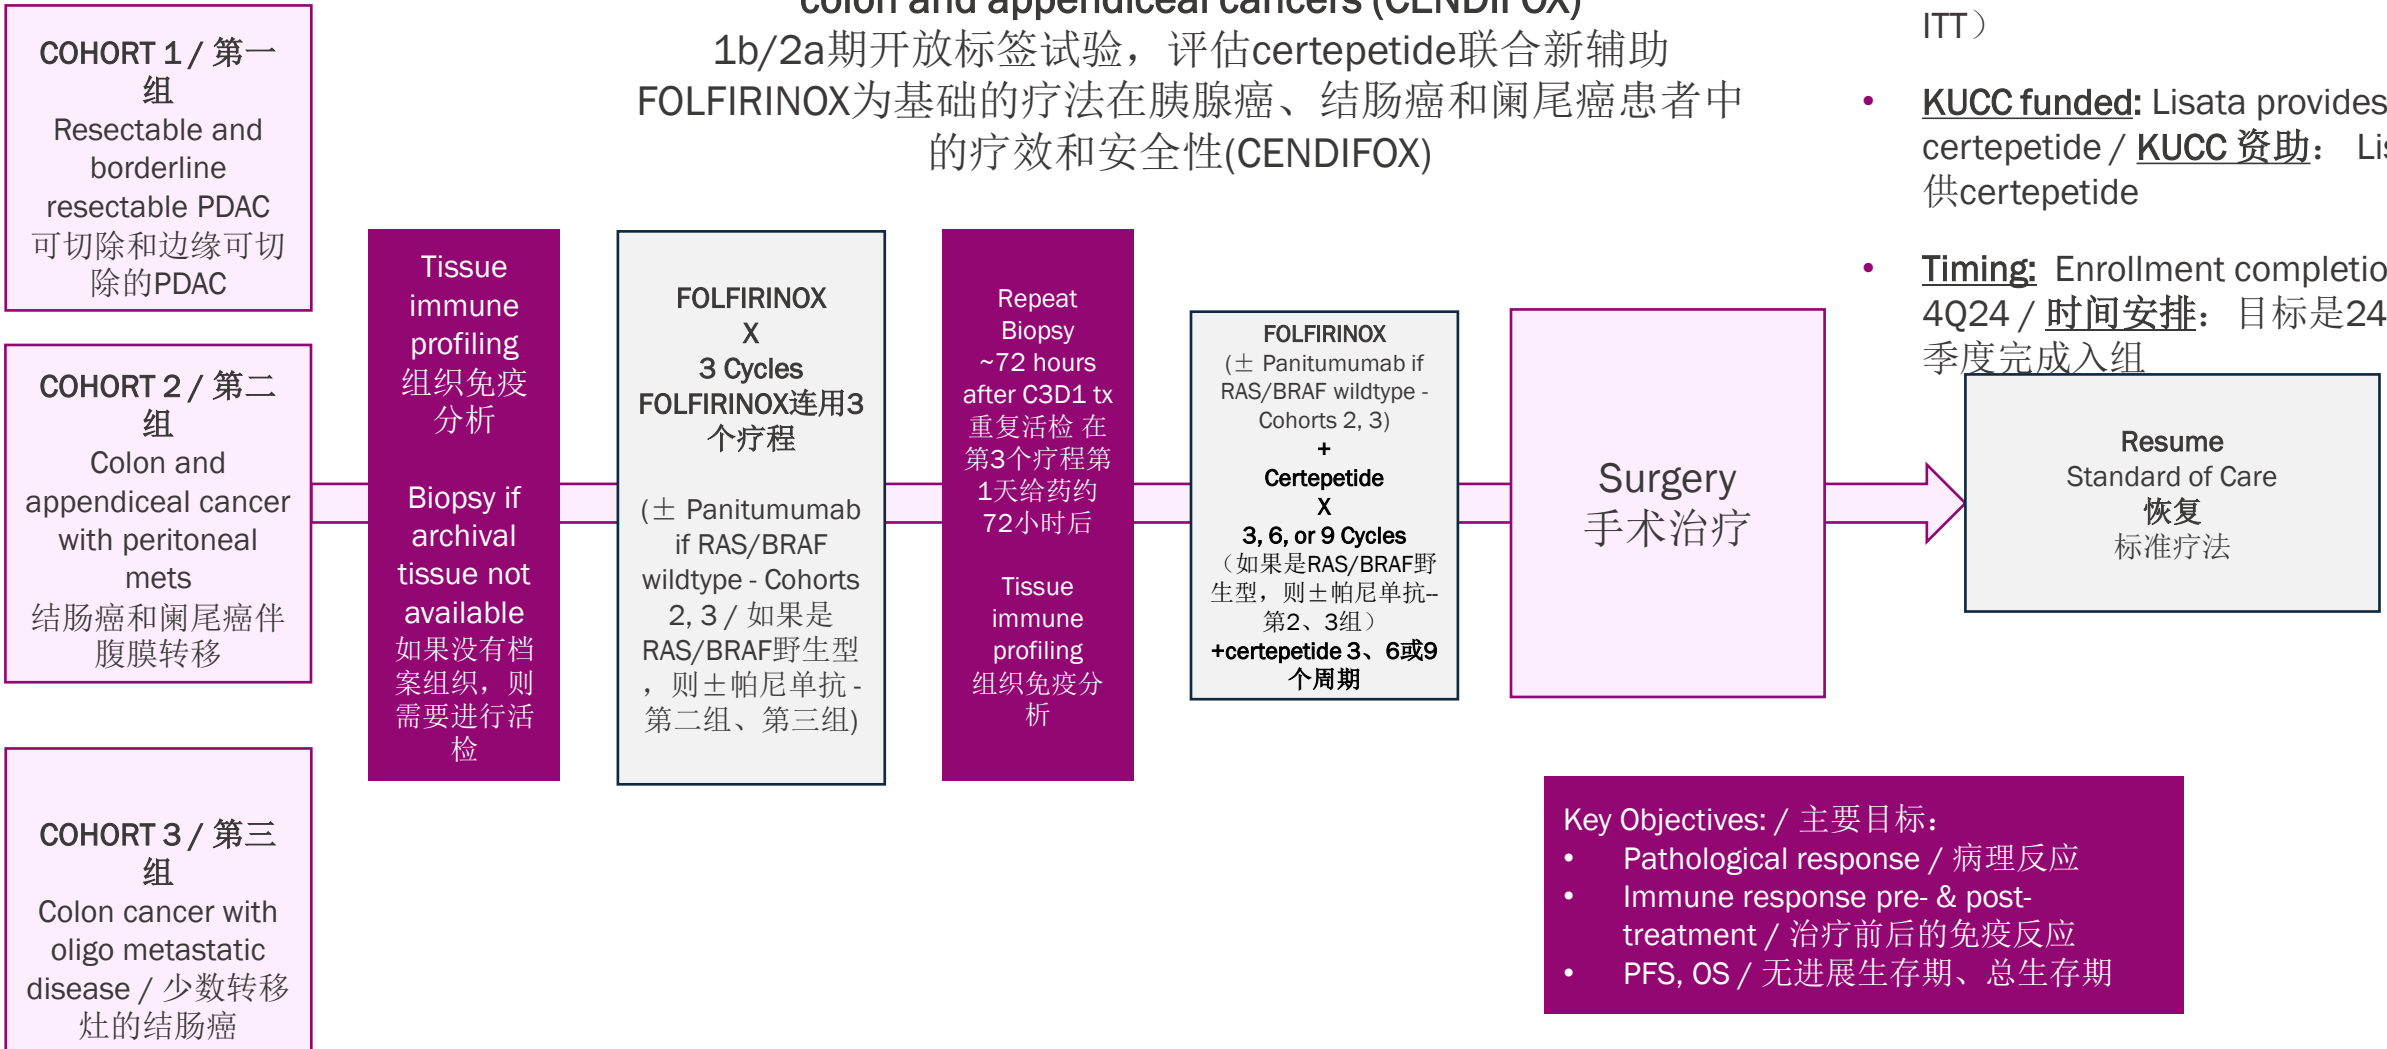 colon and appendiceal cancers (CENDIFOX)
1b/2a期开放标签试验，评估certepetide联合新辅助
FOLFIRINOX为基础的疗法在胰腺癌、结肠癌和阑尾癌患者中
的疗效和安全性(CENDIFOX)
ITT）
• KUCC funded: Lisata provides
certepetide / KUCC 资助： Lis
供certepetide
• Timing: Enrollment completio
4Q24 / 时间安排：目标是24
季度完成入组
COHORT 1 / 第一
组
Resectable and
borderline
resectable PDAC
可切除和边缘可切
除的PDAC
COHORT 2 / 第二
组
Colon and
appendiceal cancer
with peritoneal
mets
结肠癌和阑尾癌伴
腹膜转移
COHORT 3 / 第三
组
Colon cancer with
oligo metastatic
disease / 少数转移
灶的结肠癌
Tissue
immune
profiling
组织免疫
分析
Biopsy if
archival
tissue not
available
如果没有档
案组织，则
需要进行活
检
FOLFIRINOX
X
3 Cycles
FOLFIRINOX连用3
个疗程
(± Panitumumab
if RAS/BRAF
wildtype - Cohorts
2, 3 / 如果是
RAS/BRAF野生型
，则±帕尼单抗 -
第二组、第三组)
Repeat
Biopsy
~72 hours
after C3D1 tx
重复活检 在
第3个疗程第
1天给药约
72小时后
Tissue
immune
profiling
组织免疫分
析
FOLFIRINOX
(± Panitumumab if
RAS/BRAF wildtype -
Cohorts 2, 3)
+
Certepetide
X
3, 6, or 9 Cycles
（如果是RAS/BRAF野
生型，则±帕尼单抗--
第2、3组）
+certepetide 3、6或9
个周期
Surgery
手术治疗
Resume
Standard of Care
恢复
标准疗法
Key Objectives: / 主要目标：
• Pathological response / 病理反应
• Immune response pre- & post-
treatment / 治疗前后的免疫反应
• PFS, OS / 无进展生存期、总生存期